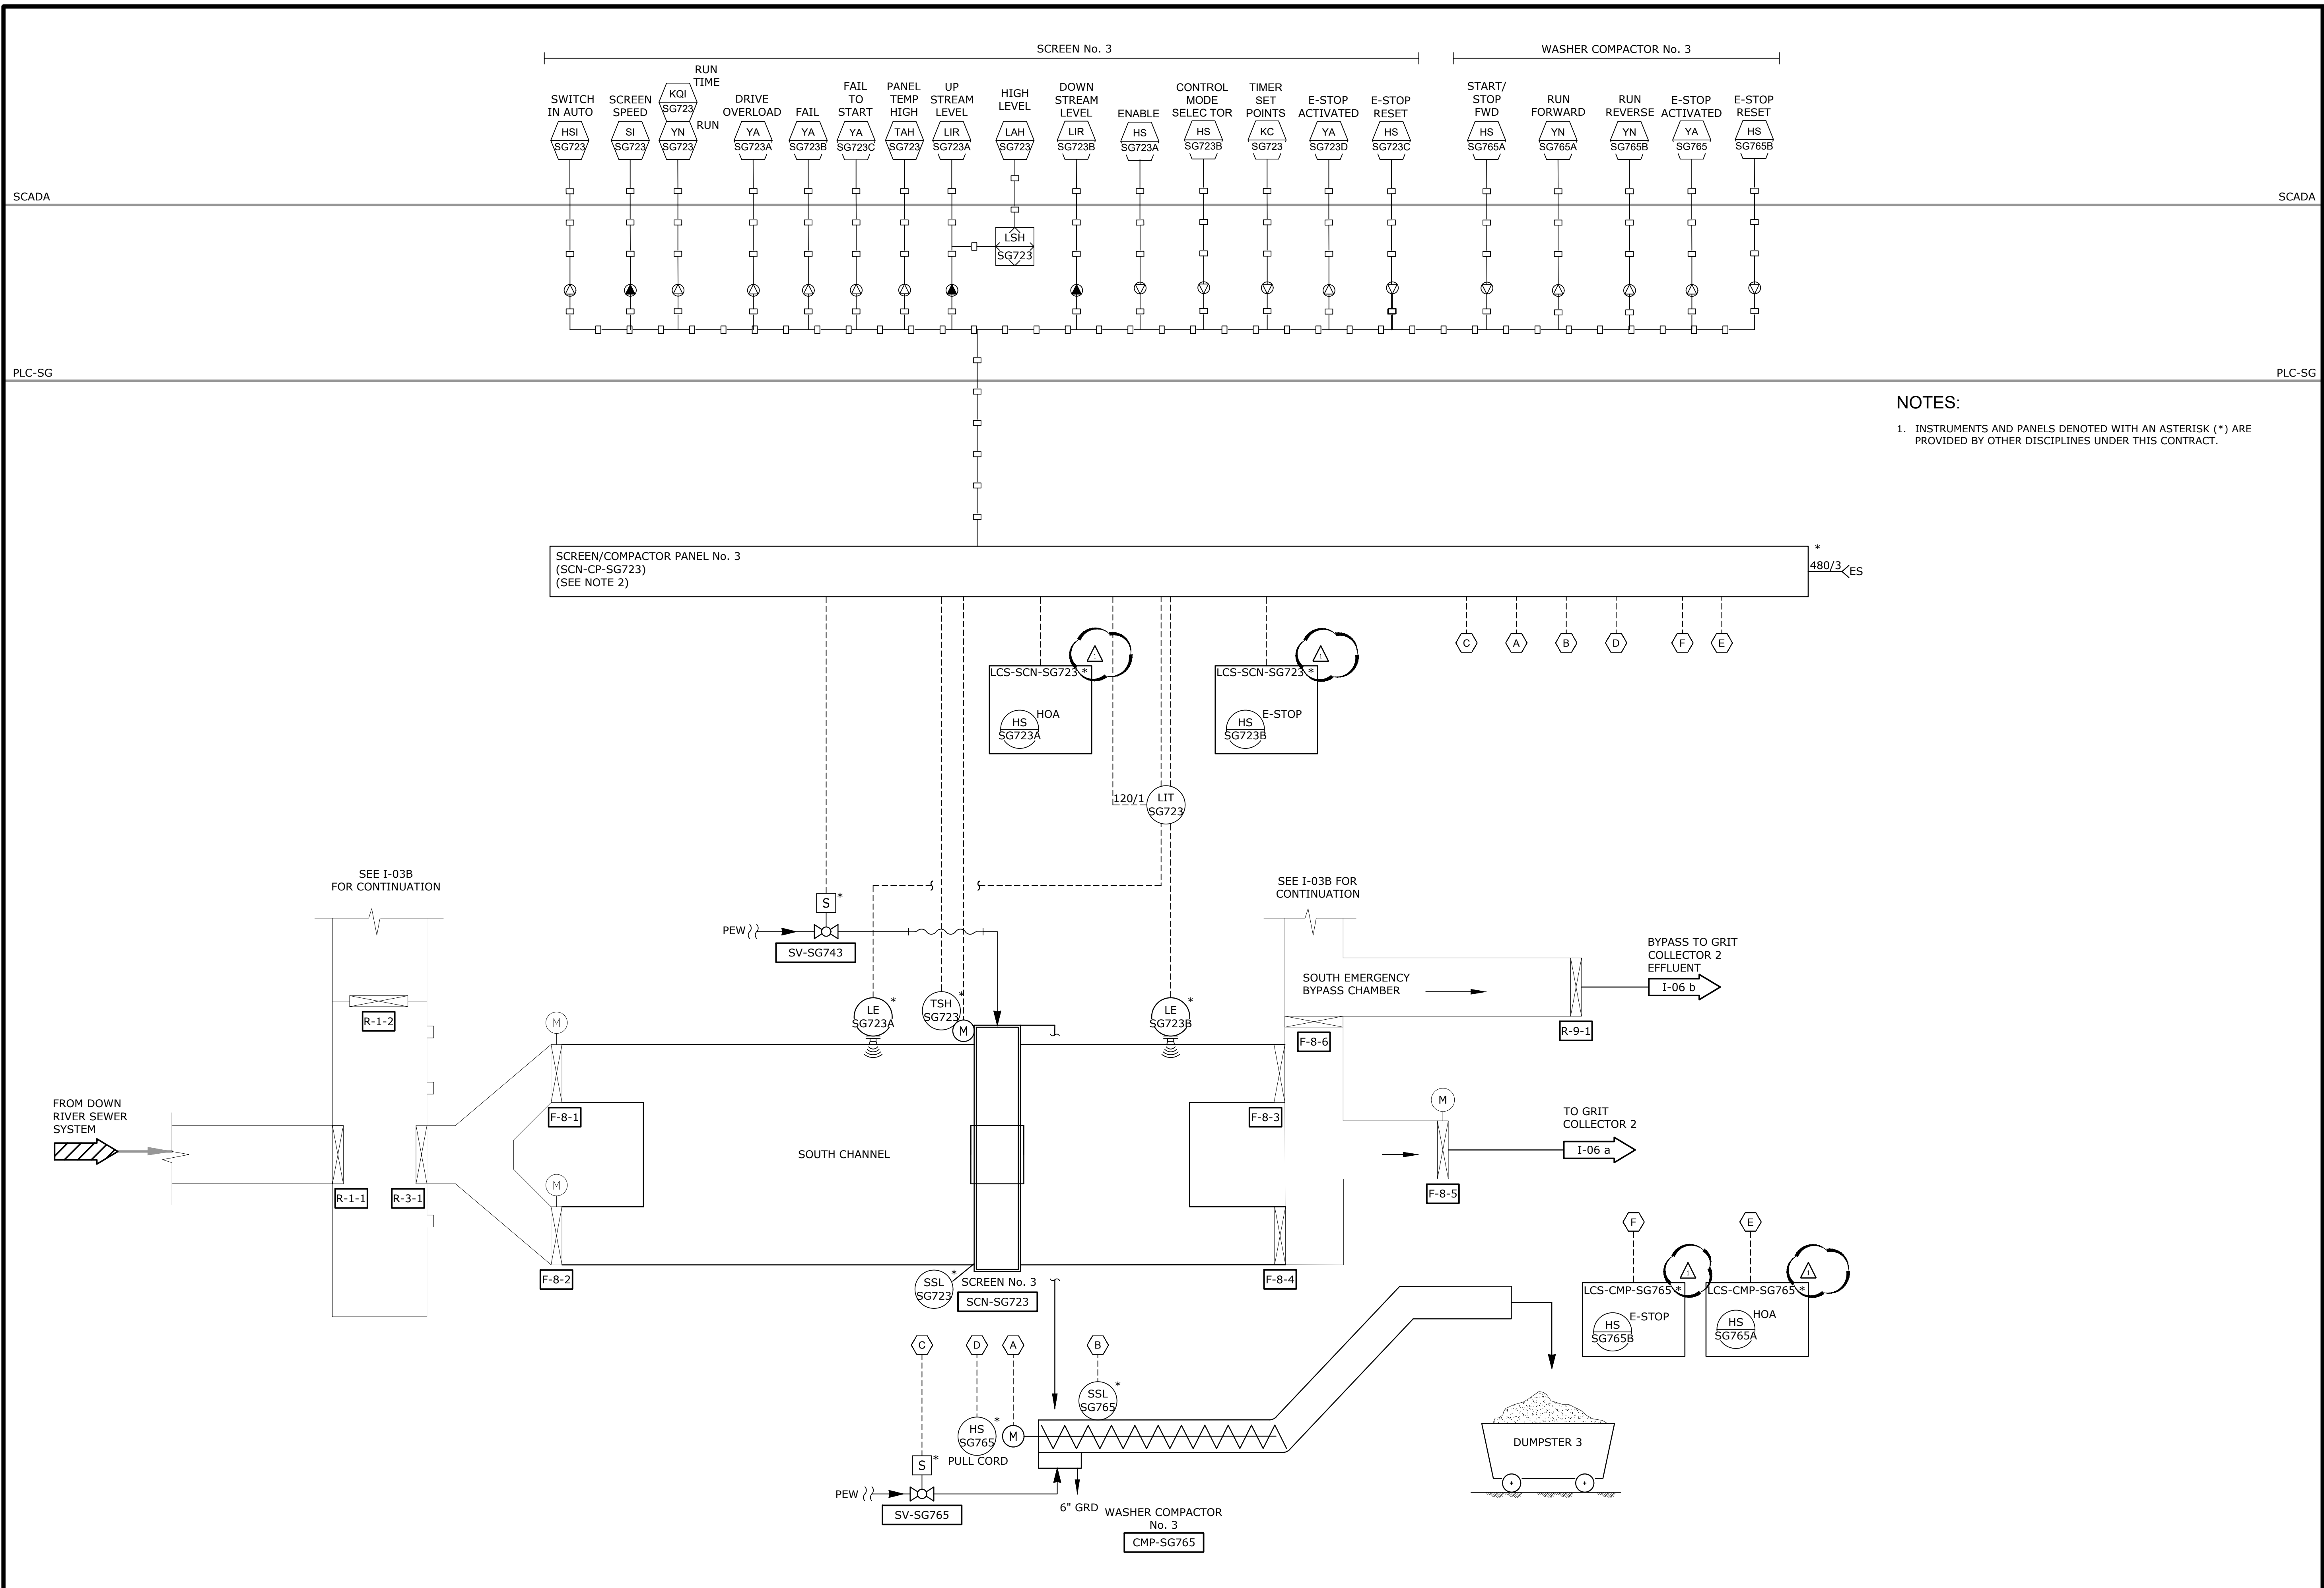 SCREEN No. 3
WASHER COMPACTOR No. 3
SWITCH
IN AUTO
HSI
SG723
SCREEN
SPEED
SI
SG723
RUN
TIME
KQI
SG723
RUN
YN
SG723
DRIVE
OVERLOAD
YA
SG723A
FAIL
YA
SG723B
FAIL
TO
START
YA
SG723C
PANEL
TEMP
HIGH
TAH
SG723
UP
STREAM
LEVEL
LIR
SG723A
HIGH
LEVEL
LAH
SG723
DOWN
STREAM
LEVEL
LIR
SG723B
ENABLE
HS
SG723A
CONTROL
MODE
SELEC TOR
HS
SG723B
TIMER
SET
POINTS
KC
SG723
E-STOP
ACTIVATED
YA
SG723D
E-STOP
RESET
HS
SG723C
START/
STOP
FWD
HS
SG765A
RUN
FORWARD
YN
SG765A
RUN
REVERSE
YN
SG765B
E-STOP
ACTIVATED
YA
SG765
E-STOP
RESET
HS
SG765B
SCADA
SCADA
LSH
SG723
PLC-SG
PLC-SG
NOTES:
1. INSTRUMENTS AND PANELS DENOTED WITH AN ASTERISK (*) ARE
PROVIDED BY OTHER DISCIPLINES UNDER THIS CONTRACT.
SCREEN/COMPACTOR PANEL No. 3
(SCN-CP-SG723)
(SEE NOTE 2)
*
480/3
ES
C
A
B
D
F
E
1
LCS-SCN-SG723 *
HOA
HS
SG723A
1
LCS-SCN-SG723 *
E-STOP
HS
SG723B
120/1
LIT
SG723
SEE I-03B
FOR CONTINUATION
SEE I-03B FOR
CONTINUATION
S
*
PEW
SV-SG743
BYPASS TO GRIT
COLLECTOR 2
EFFLUENT
I-06 b
SOUTH EMERGENCY
BYPASS CHAMBER
LE
SG723A
*
TSH
SG723
*
M
LE
SG723B
*
R-1-2
M
F-8-6
R-9-1
FROM DOWN
RIVER SEWER
SYSTEM
F-8-1
F-8-3
M
TO GRIT
COLLECTOR 2
I-06 a
SOUTH CHANNEL
R-1-1
R-3-1
M
F-8-5
F-8-2
F-8-4
SSL
SG723
*
SCREEN No. 3
SCN-SG723
F
E
1
LCS-CMP-SG765 *
E-STOP
HS
SG765B
1
LCS-CMP-SG765 *
HOA
HS
SG765A
C
D
A
B
SSL
SG765
*
HS
SG765
*
PULL CORD
M
S
*
PEW
SV-SG765
6" GRD
WASHER COMPACTOR
No. 3
CMP-SG765
DUMPSTER 3